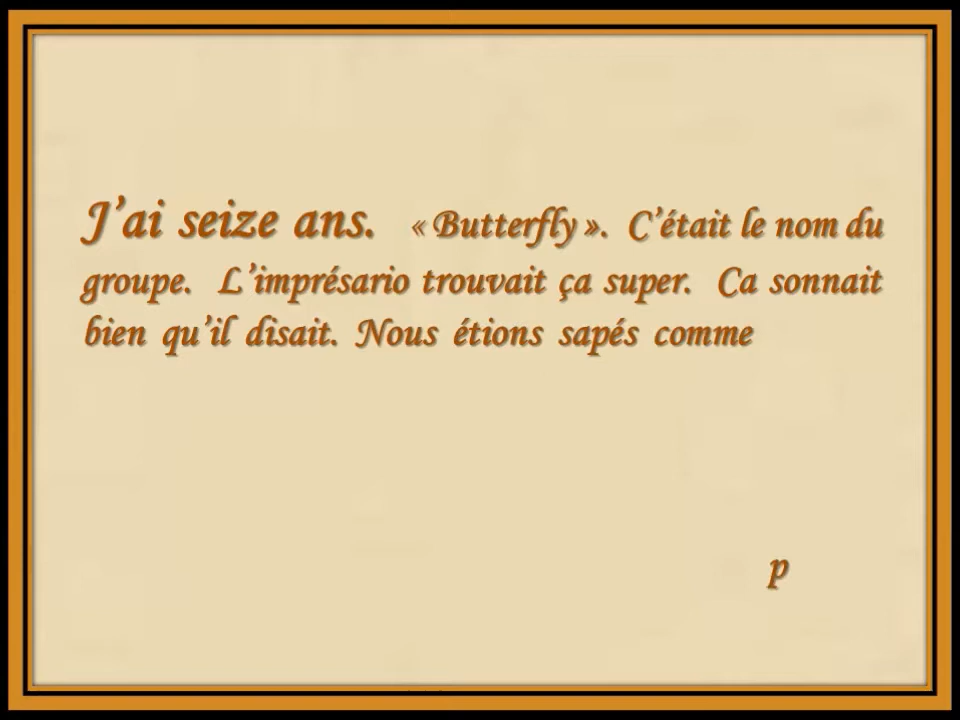 J’ai seize ans. « Butterfly ». C’était le nom du
groupe. L’imprésario trouvait ça super. Ca sonnait
bien qu’il disait. Nous étions sapés comme
p